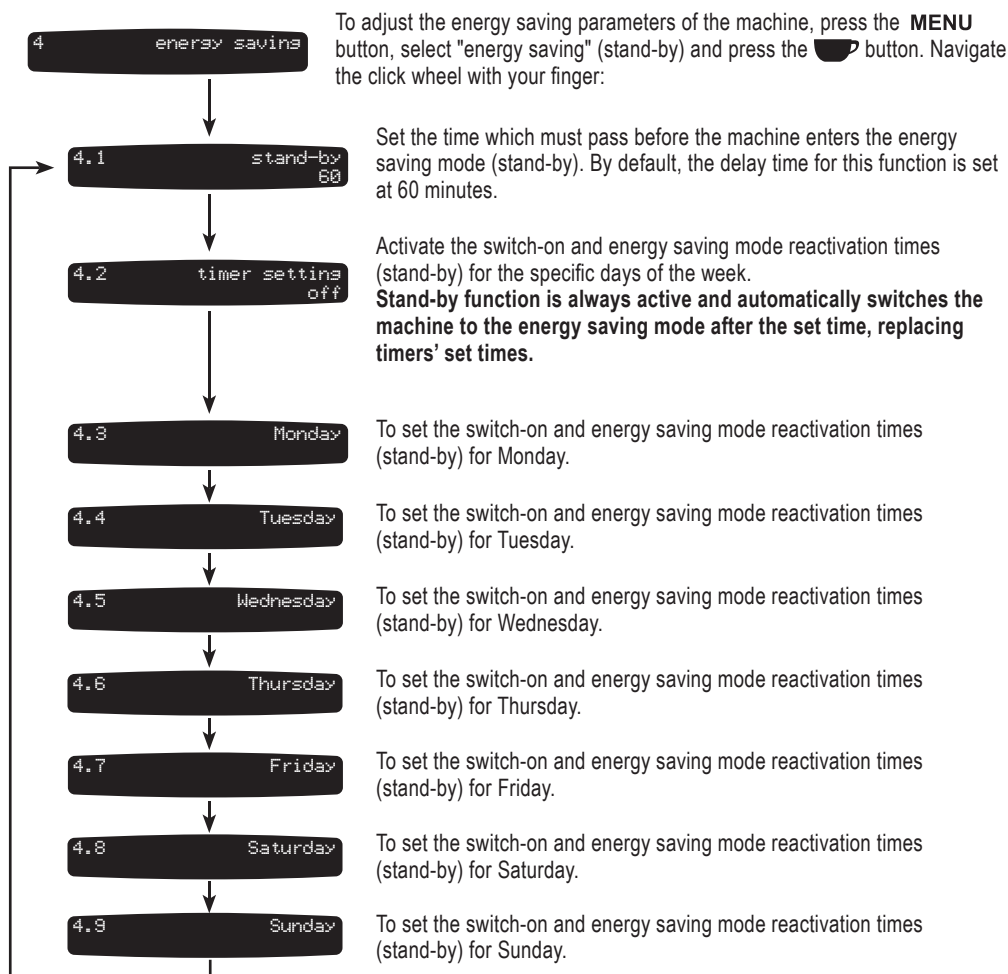 4 energy saving
To adjust the energy saving parameters of the machine, press the MENU
button, select "energy saving" (stand-by) and press the button. Navigate
the click wheel with your finger:
4.1 stand-by
60
Set the time which must pass before the machine enters the energy
saving mode (stand-by). By default, the delay time for this function is set
at 60 minutes.
4.2 timer setting
off
Activate the switch-on and energy saving mode reactivation times
(stand-by) for the specific days of the week.
Stand-by function is always active and automatically switches the
machine to the energy saving mode after the set time, replacing
timers’ set times.
4.3 Monday
To set the switch-on and energy saving mode reactivation times
(stand-by) for Monday.
4.4 Tuesday
To set the switch-on and energy saving mode reactivation times
(stand-by) for Tuesday.
4.5 Wednesday
To set the switch-on and energy saving mode reactivation times
(stand-by) for Wednesday.
4.6 Thursday
To set the switch-on and energy saving mode reactivation times
(stand-by) for Thursday.
4.7 Friday
To set the switch-on and energy saving mode reactivation times
(stand-by) for Friday.
4.8 Saturday
To set the switch-on and energy saving mode reactivation times
(stand-by) for Saturday.
4.9 Sunday
To set the switch-on and energy saving mode reactivation times
(stand-by) for Sunday.